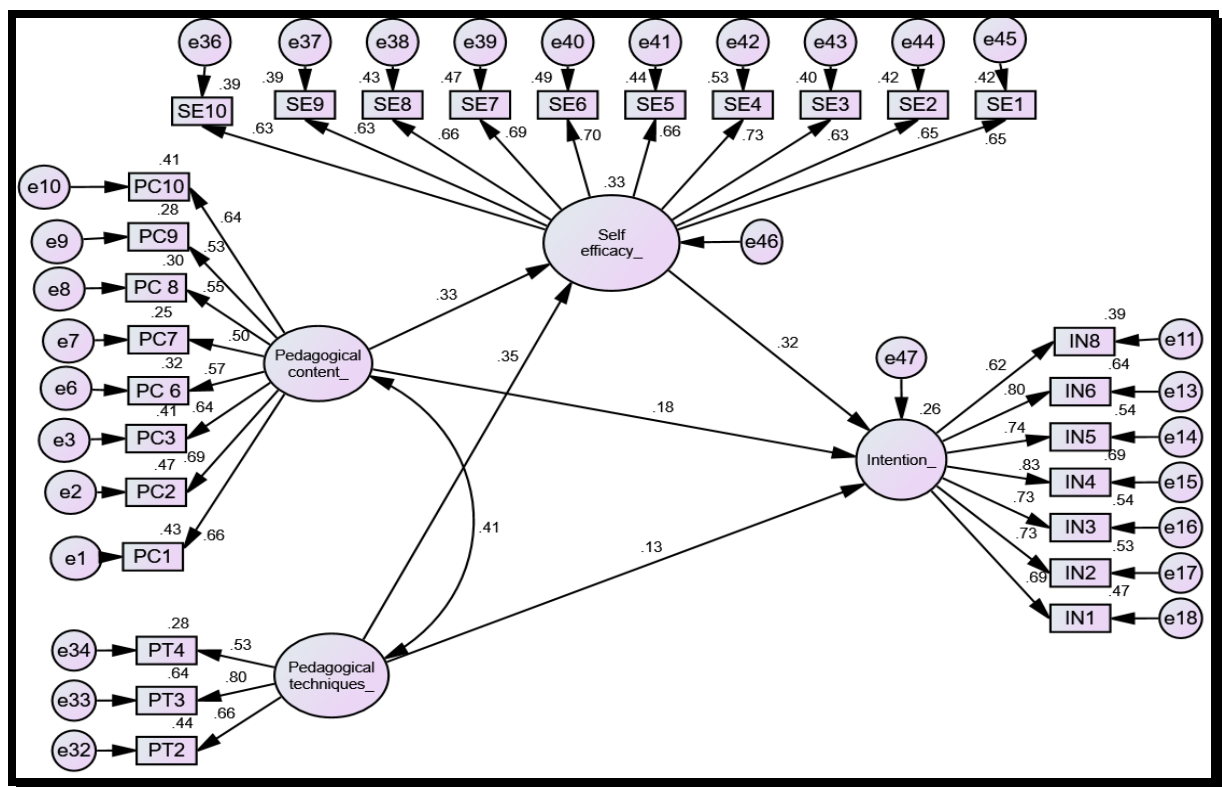 e36 e37 e38 e39 e40 e41 e42 e43 e44 e45
.39 .39 .43 .47 .49 .44 .53 .40 .42 .42
SE10 SE9 SE8 SE7 SE6 SE5 SE4 SE3 SE2 SE1
.63 .63 .66 .69 .70 .66 .73 .63 .65 .65
.41
e10 PC10
.64
.28
e9 PC9
.53
.30
e8 PC 8
.55
.25
e7 PC7
.50
.32
e6 PC 6
.57
.41
e3 PC3
.64
.47
e2 PC2
.69
.43
e1 PC1
.66
.33
Self
efficacy_
e46
Pedagogical
content_
.33
.35
.32
.18
.41
.13
e47
.26
Intention_
.39
.62 IN8 e11
.64
.80 IN6 e13
.54
.74 IN5 e14
.69
.83 IN4 e15
.54
.73 IN3 e16
.53
.73 IN2 e17
.47
.69 IN1 e18
Pedagogical
techniques_
.28
e34 PT4 .53
.64
e33 PT3 .80
.44
e32 PT2 .66